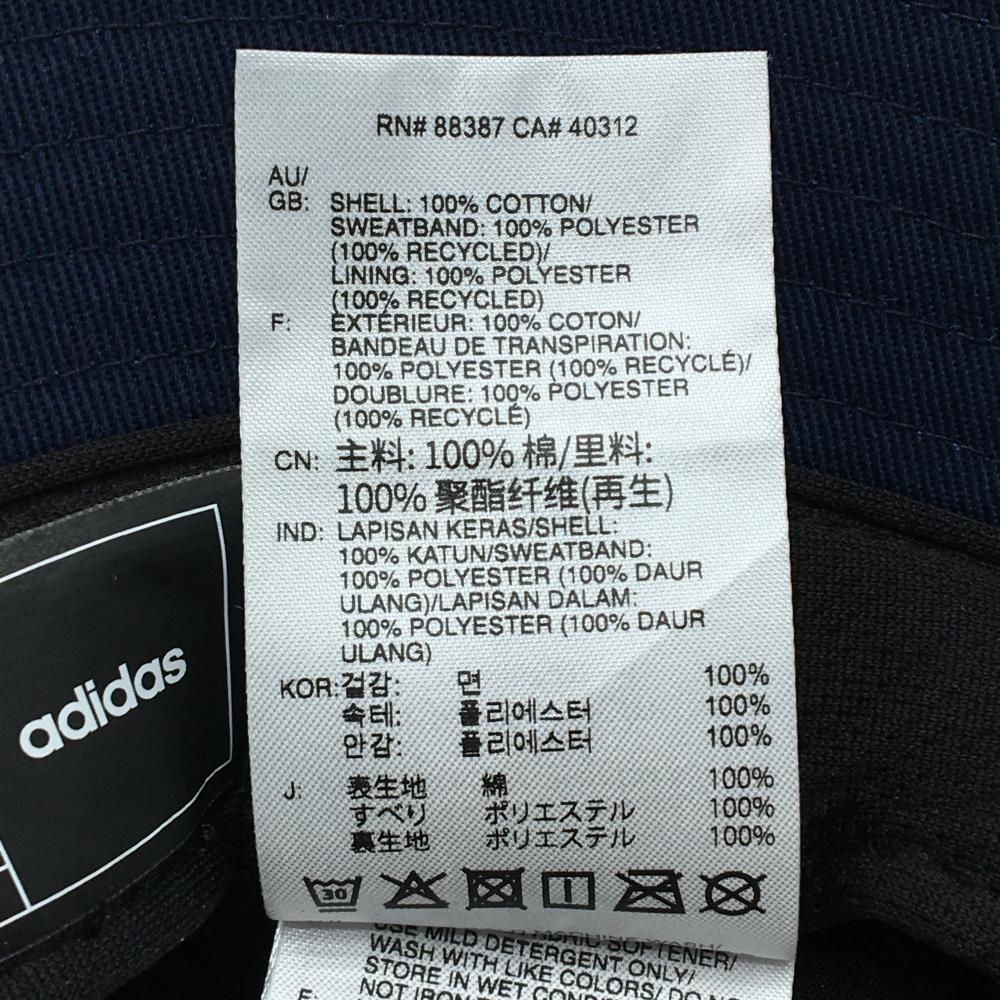 RN# 88387 CA# 40312
AU/
GB: SHELL: 100% COTTON/
SWEATBAND: 100% POLYESTER
(100% RECYCLED)/
LINING: 100% POLYESTER
(100% RECYCLED)
F: EXTÉRIEUR: 100% COTON/
BANDEAU DE TRANSPIRATION:
100% POLYESTER (100% RECYCLÉ)/
DOUBLURE: 100% POLYESTER
(100% RECYCLÉ)
CN: 主料: 100% 棉/里料:
100% 聚酯纤维(再生)
IND: LAPISAN KERAS/SHELL:
100% KATUN/SWEATBAND:
100% POLYESTER (100% DAUR
ULANG)/LAPISAN DALAM:
100% POLYESTER (100% DAUR
ULANG)
KOR: 겉감: 면 100%
속테: 폴리에스터 100%
안감: 폴리에스터 100%
J: 表生地 綿 100%
すべり ポリエステル 100%
裏生地 ポリエステル 100%
30
adidas
USE MILD DETERGENT ONLY/
WASH WITH LIKE COLORS/
STORE IN WET CONDI
NOT IRON